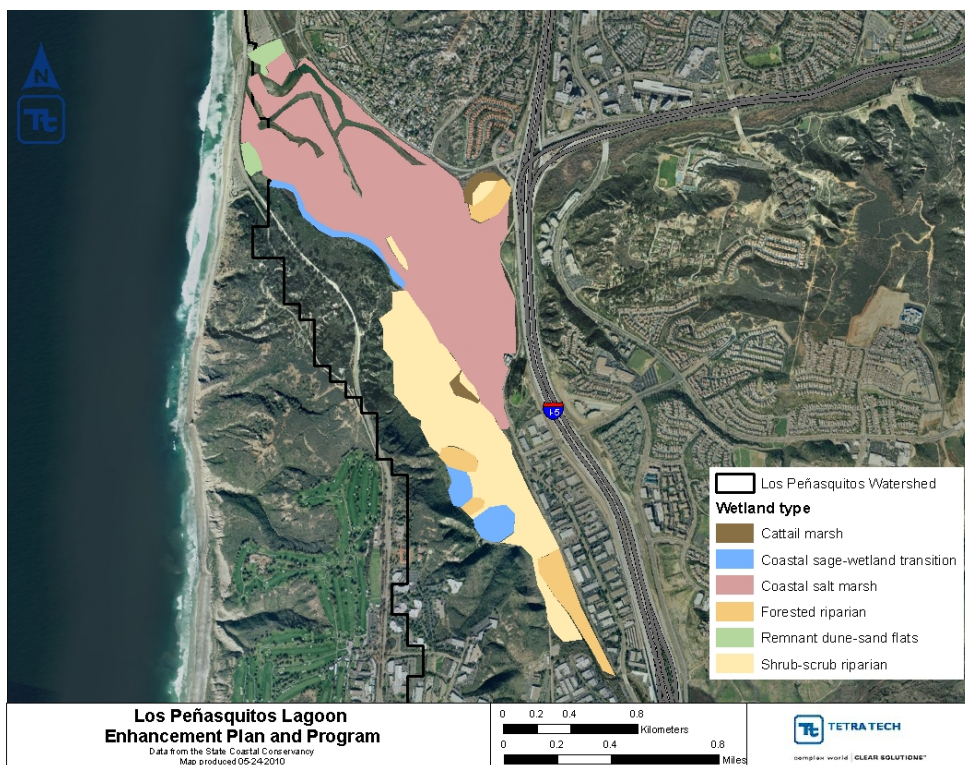 N
Tt
I-5
Los Peñasquitos Watershed
Wetland type
Cattail marsh
Coastal sage-wetland transition
Coastal salt marsh
Forested riparian
Remnant dune-sand flats
Shrub-scrub riparian
Los Peñasquitos Lagoon
Enhancement Plan and Program
Data from the State Coastal Conservancy
Map produced 05-24-2010
0 0.2 0.4 0.8
Kilometers
0 0.2 0.4 0.8
Miles
Tt TETRA TECH
complex world | CLEAR SOLUTIONS™